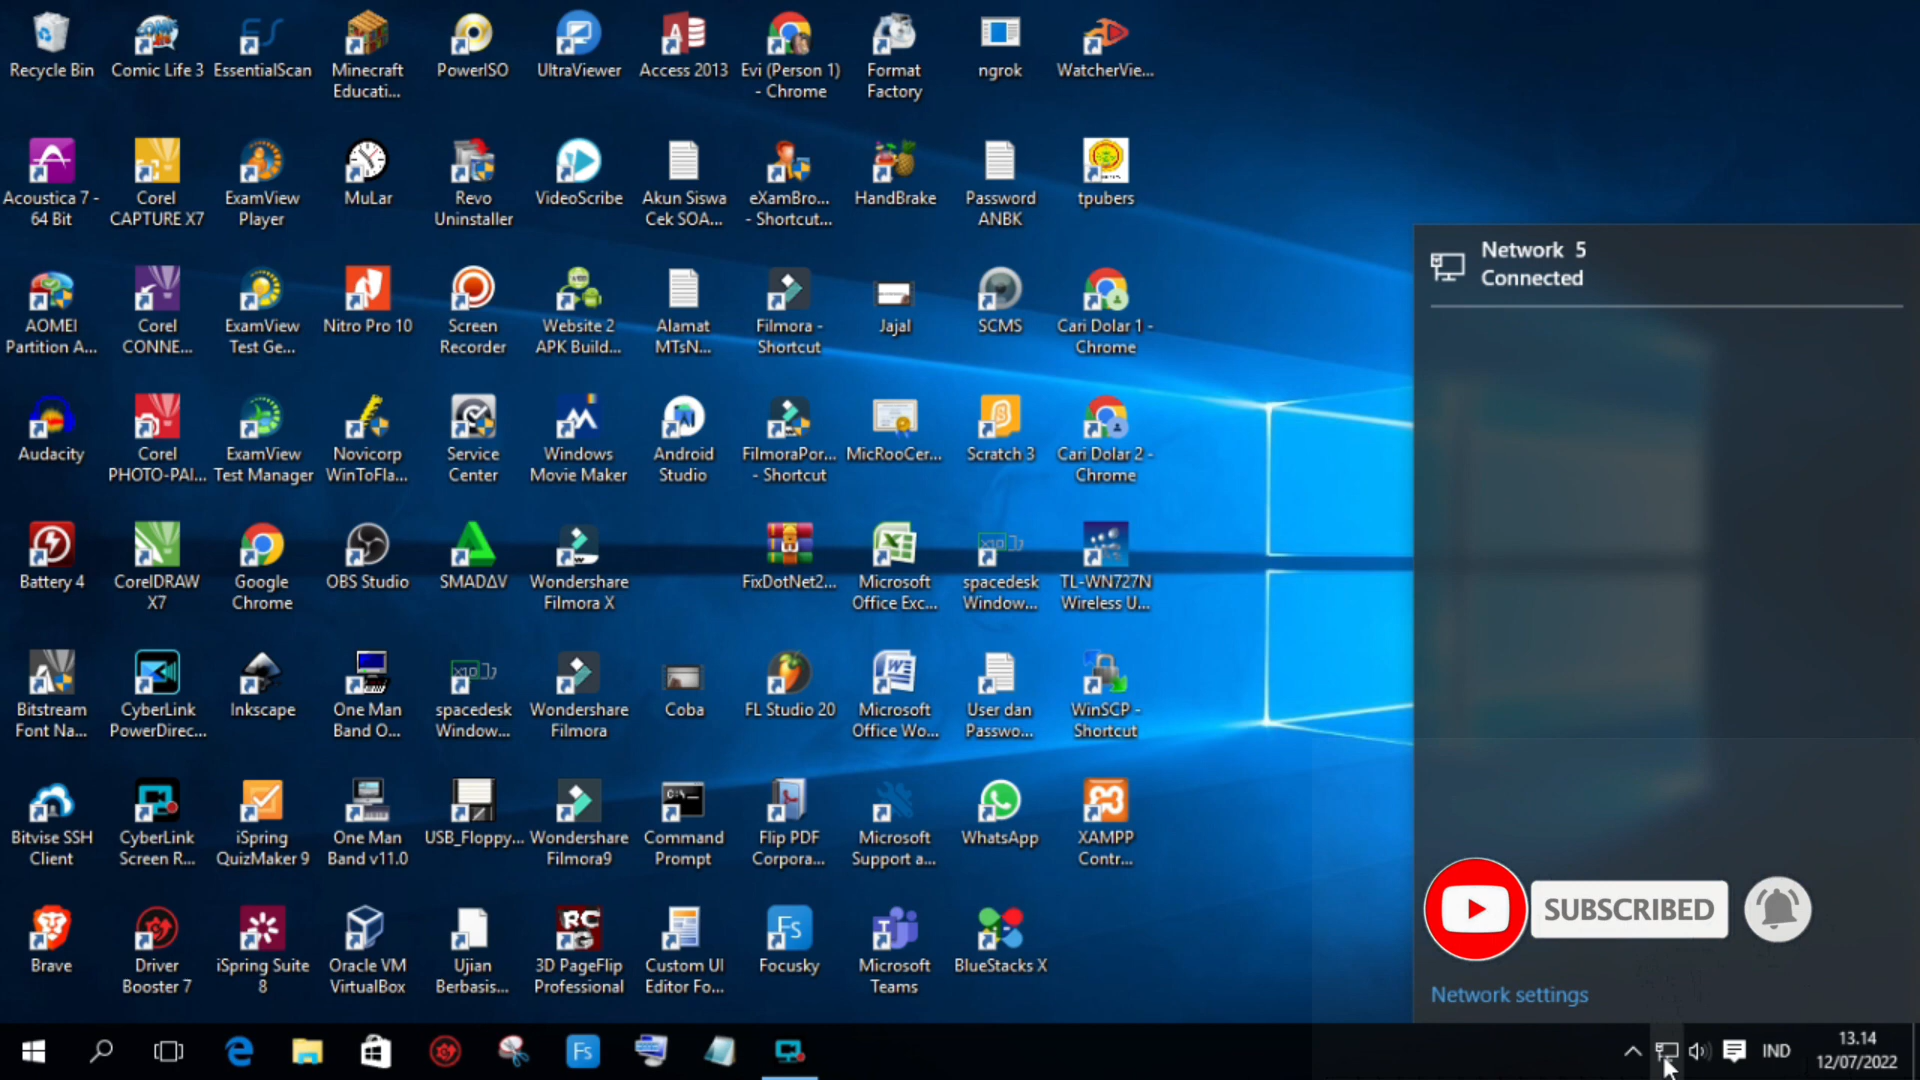 Recycle Bin
Comic Life 3
EssentialScan
Minecraft
Educati...
PowerISO
UltraViewer
Access 2013
Evi (Person 1)
- Chrome
Format
Factory
ngrok
WatcherVie...
Acoustica 7 -
64 Bit
Corel
CAPTURE X7
ExamView
Player
MuLar
Revo
Uninstaller
VideoScribe
Akun Siswa
Cek SOA...
eXamBro...
- Shortcut...
HandBrake
Password
ANBK
tpubers
AOMEI
Partition A...
Corel
CONNE...
ExamView
Test Ge...
Nitro Pro 10
Screen
Recorder
Website 2
APK Build...
Alamat
MTsN...
Filmora -
Shortcut
Jajal
SCMS
Cari Dolar 1 -
Chrome
Audacity
Corel
PHOTO-PAI...
ExamView
Test Manager
Novicorp
WinToFla...
Service
Center
Windows
Movie Maker
Android
Studio
FilmoraPor...
- Shortcut
MicRooCer...
Scratch 3
Cari Dolar 2 -
Chrome
Battery 4
CorelDRAW
X7
Google
Chrome
OBS Studio
SMADΔV
Wondershare
Filmora X
FixDotNet2...
Microsoft
Office Exc...
spacedesk
Window...
TL-WN727N
Wireless U...
Bitstream
Font Na...
CyberLink
PowerDirec...
Inkscape
One Man
Band O...
spacedesk
Window...
Wondershare
Filmora
Coba
FL Studio 20
Microsoft
Office Wo...
User dan
Passwo...
WinSCP -
Shortcut
Bitvise SSH
Client
CyberLink
Screen R...
iSpring
QuizMaker 9
One Man
Band v11.0
USB_Floppy...
Wondershare
Filmora9
Command
Prompt
Flip PDF
Corpora...
Microsoft
Support a...
WhatsApp
XAMPP
Contr...
Brave
Driver
Booster 7
iSpring Suite
8
Oracle VM
VirtualBox
Ujian
Berbasis...
3D PageFlip
Professional
Custom UI
Editor Fo...
Focusky
Microsoft
Teams
BlueStacks X
Network 5
Connected
SUBSCRIBED
Network settings
Fs
IND
13.14
12/07/2022